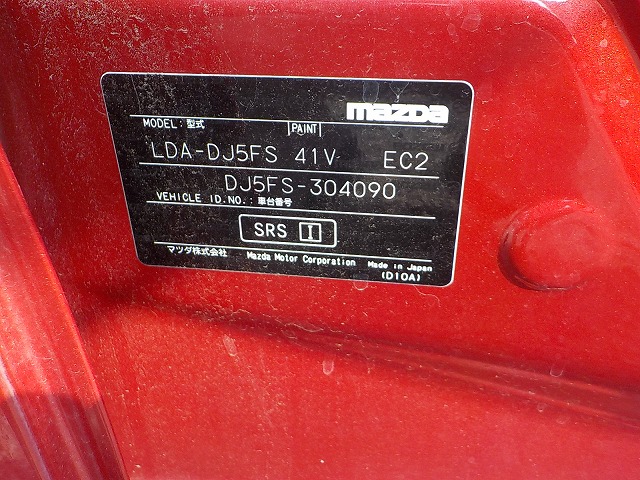 mazda
MODEL: 型式 PAINT
LDA-DJ5FS 41V EC2
DJ5FS-304090
VEHICLE ID.NO.: 車台番号
SRS I
マツダ株式会社 Mazda Motor Corporation Made in Japan
(D10A)